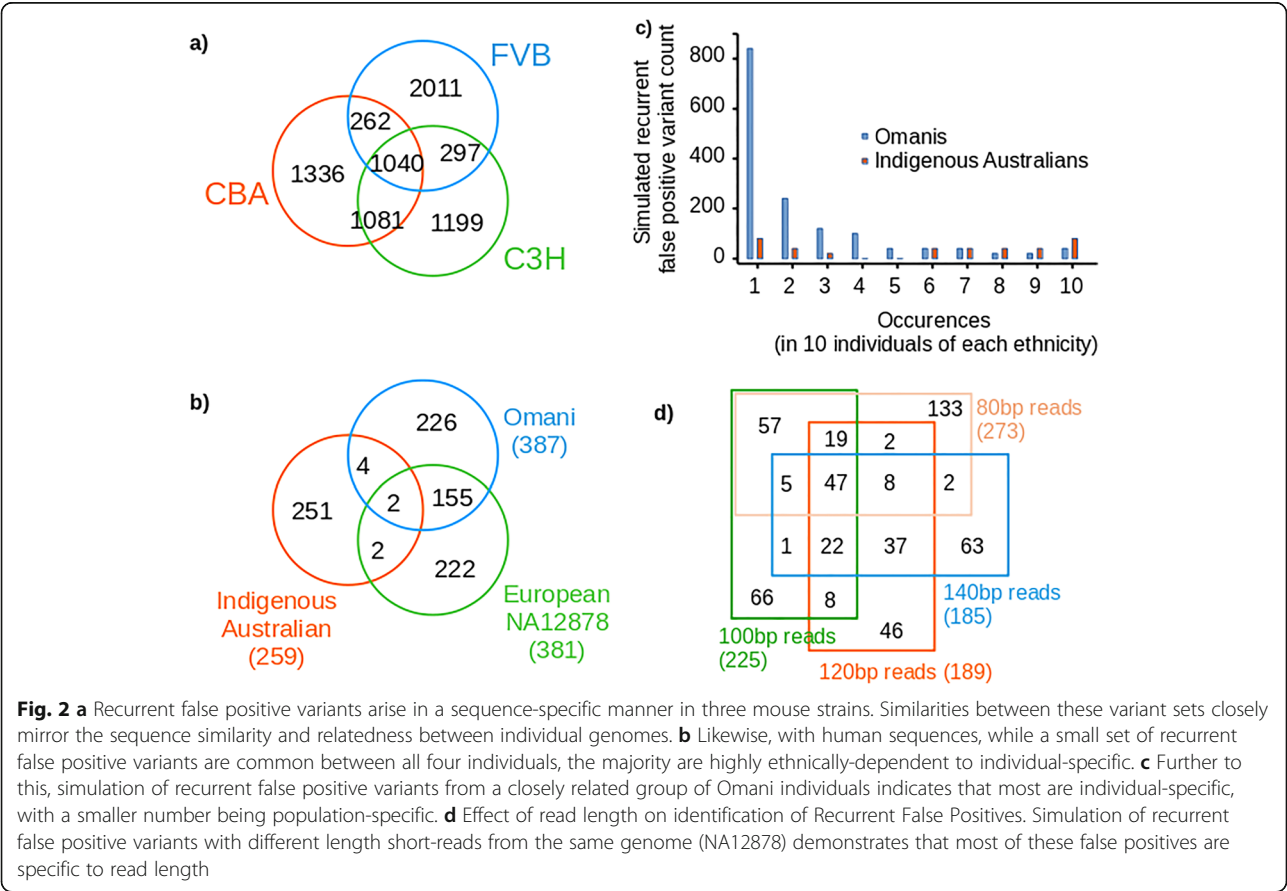 a)
FVB
2011
262
297
1040
1336
CBA
1081
1199
C3H
c)
Simulated recurrent
false positive variant count
800
600
400
200
0
Omanis
Indigenous Australians
1 2 3 4 5 6 7 8 9 10
Occurences
(in 10 individuals of each ethnicity)
b)
Omani
(387)
226
4
2
155
251
2
222
Indigenous
Australian
(259)
European
NA12878
(381)
d)
133
80bp reads
(273)
57
19
2
5
47
8
2
1
22
37
63
66
8
140bp reads
(185)
46
100bp reads
(225)
120bp reads (189)
Fig. 2 a Recurrent false positive variants arise in a sequence-specific manner in three mouse strains. Similarities between these variant sets closely
mirror the sequence similarity and relatedness between individual genomes. b Likewise, with human sequences, while a small set of recurrent
false positive variants are common between all four individuals, the majority are highly ethnically-dependent to individual-specific. c Further to
this, simulation of recurrent false positive variants from a closely related group of Omani individuals indicates that most are individual-specific,
with a smaller number being population-specific. d Effect of read length on identification of Recurrent False Positives. Simulation of recurrent
false positive variants with different length short-reads from the same genome (NA12878) demonstrates that most of these false positives are
specific to read length